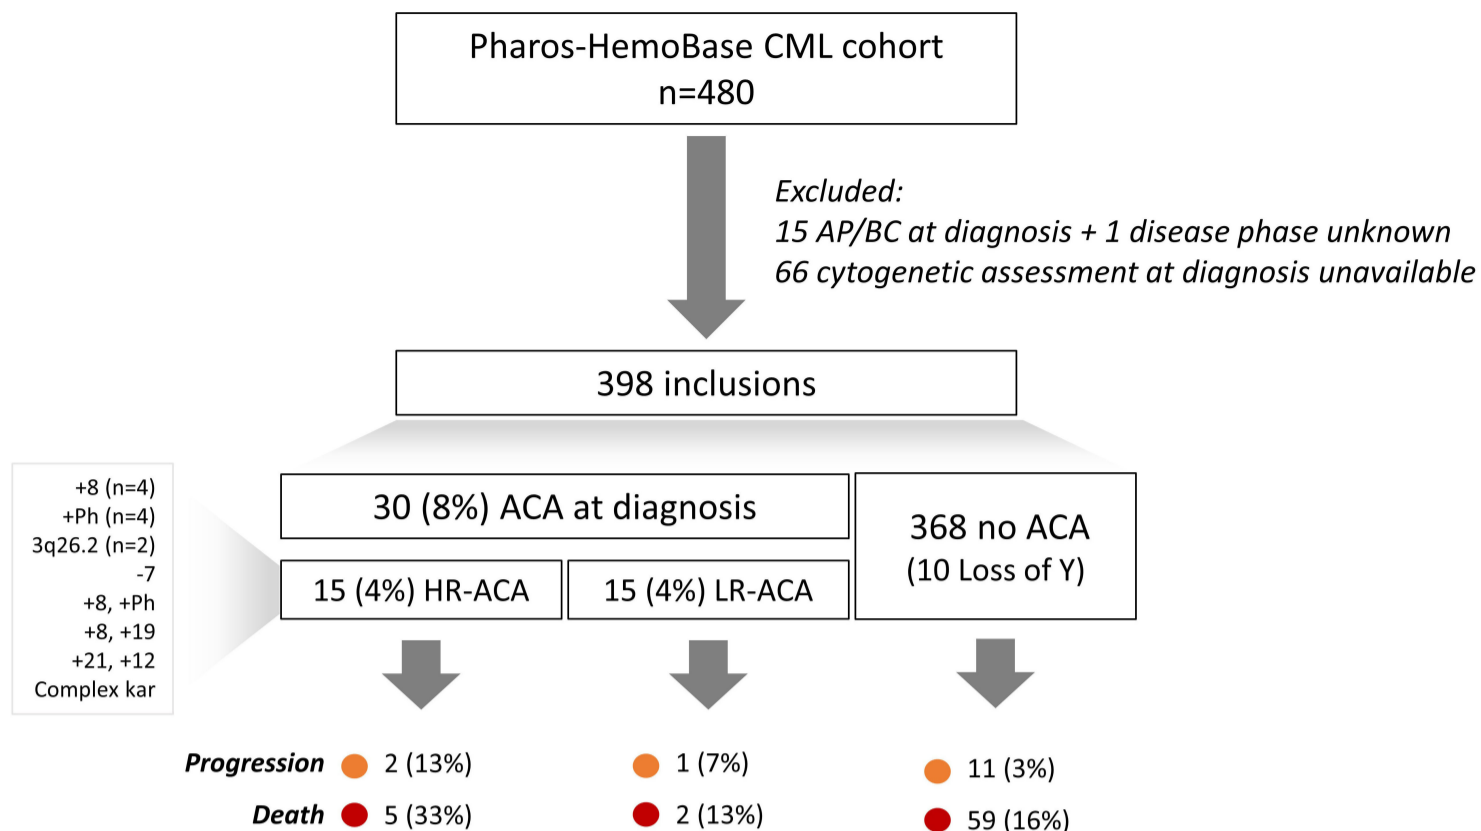 Pharos-HemoBase CML cohort
n=480
Excluded:
15 AP/BC at diagnosis + 1 disease phase unknown
66 cytogenetic assessment at diagnosis unavailable
398 inclusions
30 (8%) ACA at diagnosis
368 no ACA
(10 Loss of Y)
15 (4%) HR-ACA
15 (4%) LR-ACA
+8 (n=4)
+Ph (n=4)
3q26.2 (n=2)
-7
+8, +Ph
+8, +19
+21, +12
Complex kar
Progression 2 (13%) 1 (7%) 11 (3%)
Death 5 (33%) 2 (13%) 59 (16%)